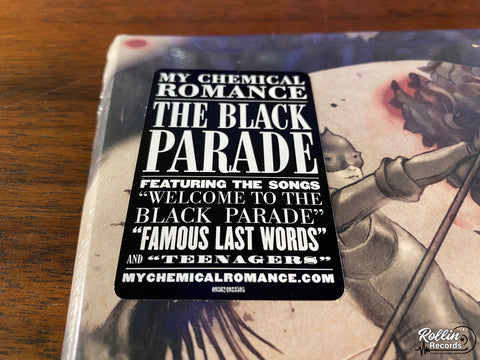 MY CHEMICAL
ROMANCE
THE BLACK
PARADE
FEATURING THE SONGS
“WELCOME TO THE
BLACK PARADE”
“FAMOUS LAST WORDS”
AND “TEENAGERS”
MYCHEMICALROMANCE.COM
093624933595
Rollin
Records